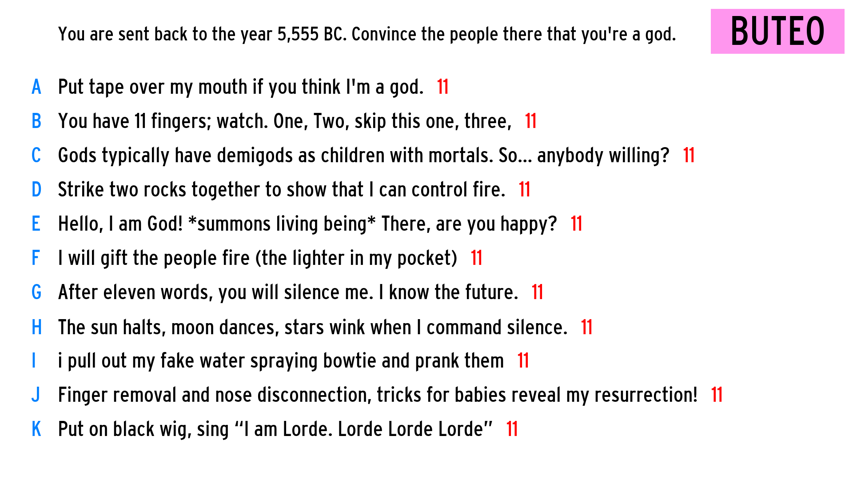 You are sent back to the year 5,555 BC. Convince the people there that you're a god.
BUTEO
A Put tape over my mouth if you think I'm a god. 11
B You have 11 fingers; watch. One, Two, skip this one, three, 11
C Gods typically have demigods as children with mortals. So... anybody willing? 11
D Strike two rocks together to show that I can control fire. 11
E Hello, I am God! *summons living being* There, are you happy? 11
F I will gift the people fire (the lighter in my pocket) 11
G After eleven words, you will silence me. I know the future. 11
H The sun halts, moon dances, stars wink when I command silence. 11
I i pull out my fake water spraying bowtie and prank them 11
J Finger removal and nose disconnection, tricks for babies reveal my resurrection! 11
K Put on black wig, sing “I am Lorde. Lorde Lorde Lorde” 11